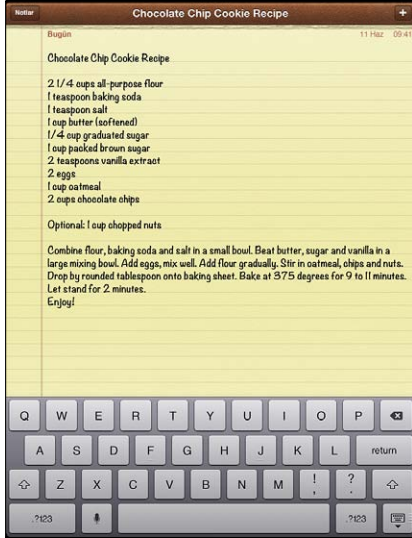 Notlar
Chocolate Chip Cookie Recipe
+
Bugün
11 Haz 09:41
Chocolate Chip Cookie Recipe
2 1/4 cups all-purpose flour
1 teaspoon baking soda
1 teaspoon salt
1 cup butter (softened)
1/4 cup graduated sugar
1 cup packed brown sugar
2 teaspoons vanilla extract
2 eggs
1 cup oatmeal
2 cups chocolate chips
Optional: 1 cup chopped nuts
Combine flour, baking soda and salt in a small bowl. Beat butter, sugar and vanilla in a
large mixing bowl. Add eggs, mix well. Add flour gradually. Stir in oatmeal, chips and nuts.
Drop by rounded tablespoon onto baking sheet. Bake at 375 degrees for 9 to 11 minutes.
Let stand for 2 minutes.
Enjoy!
Q W E R T Y U I O P
A S D F G H J K L return
Z X C V B N M ! , ? .
.?123 .?123